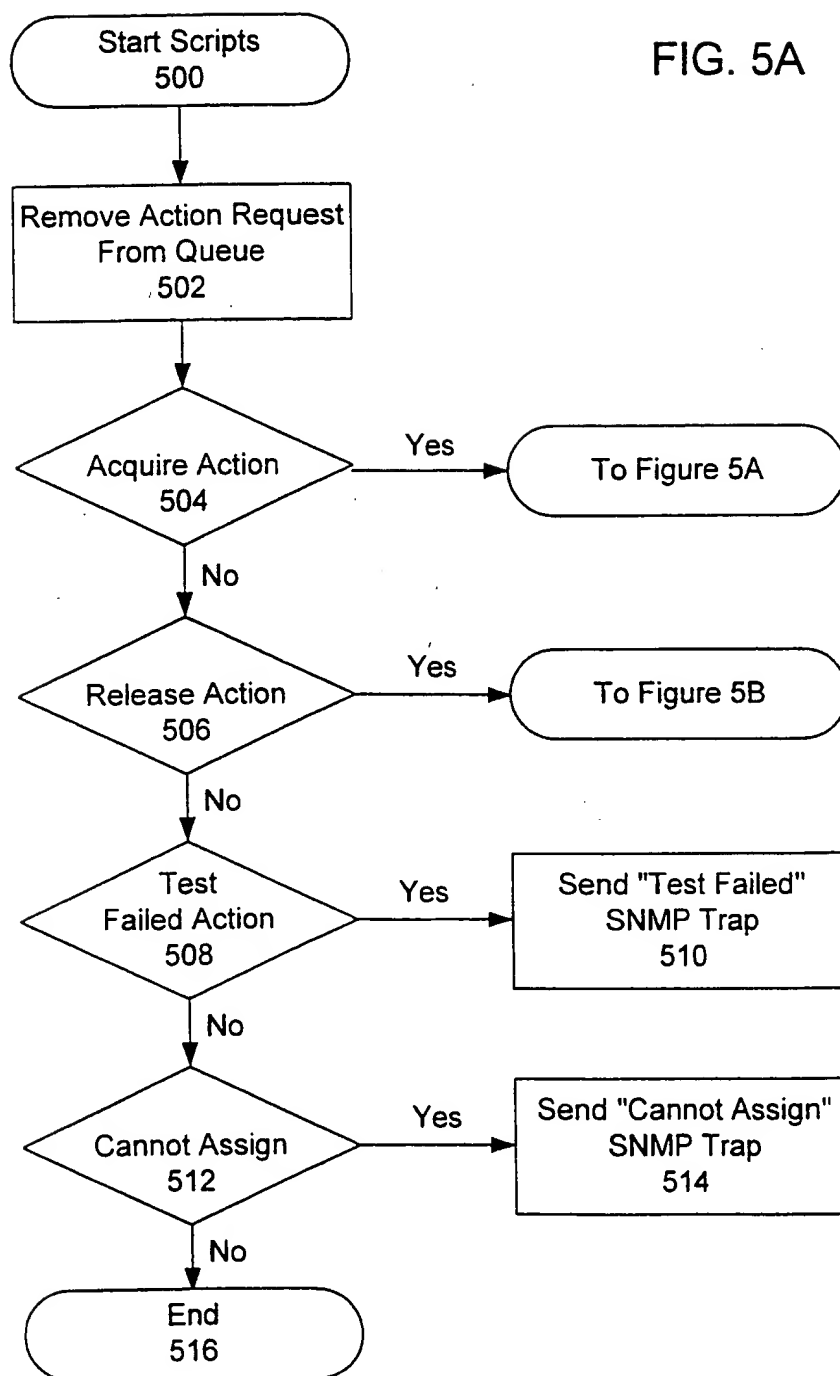 Start Scripts
500
FIG. 5A
Remove Action Request
From Queue
502
Acquire Action
504
Yes
To Figure 5A
No
Release Action
506
Yes
To Figure 5B
No
Test
Failed Action
508
Yes
Send "Test Failed"
SNMP Trap
510
No
Cannot Assign
512
Yes
Send "Cannot Assign"
SNMP Trap
514
No
End
516